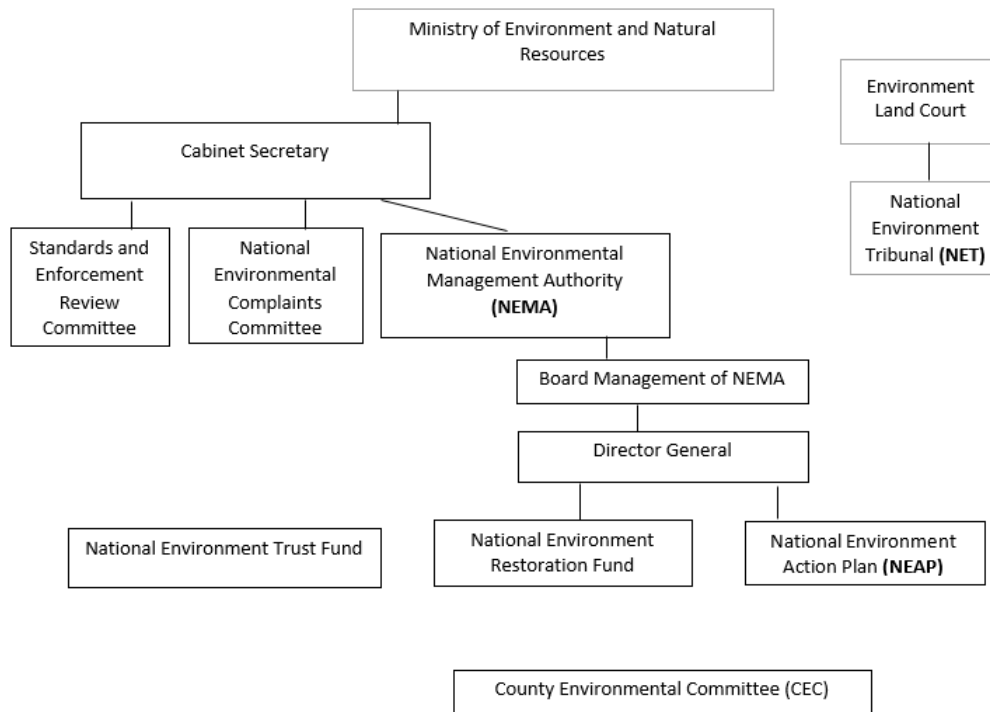 Ministry of Environment and Natural
Resources
Environment
Land Court
Cabinet Secretary
National
Environment
Tribunal (NET)
Standards and
Enforcement
Review
Committee
National
Environmental
Complaints
Committee
National Environmental
Management Authority
(NEMA)
Board Management of NEMA
Director General
National Environment Trust Fund
National Environment
Restoration Fund
National Environment
Action Plan (NEAP)
County Environmental Committee (CEC)